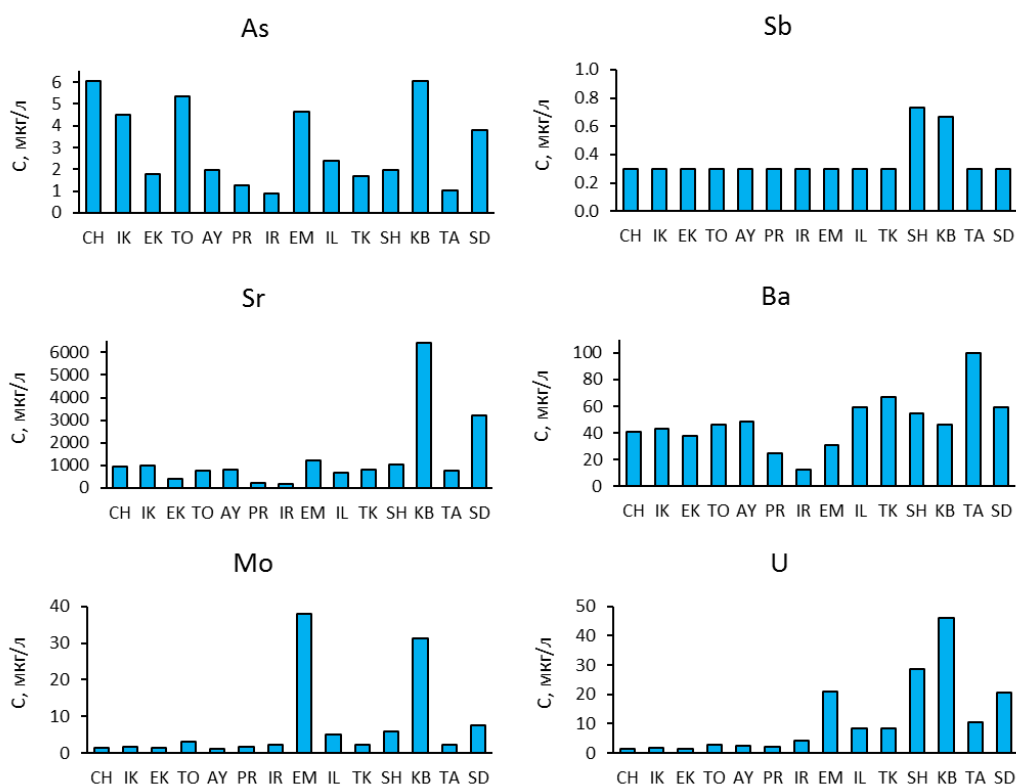 As
C, мкг/л
6
5
4
3
2
1
0
CH IK EK TO AY PR IR EM IL TK SH KB TA SD
Sb
C, мкг/л
1.0
0.8
0.6
0.4
0.2
0.0
CH IK EK TO AY PR IR EM IL TK SH KB TA SD
Sr
C, мкг/л
6000
5000
4000
3000
2000
1000
0
CH IK EK TO AY PR IR EM IL TK SH KB TA SD
Ba
C, мкг/л
100
80
60
40
20
0
CH IK EK TO AY PR IR EM IL TK SH KB TA SD
Mo
C, мкг/л
40
30
20
10
0
CH IK EK TO AY PR IR EM IL TK SH KB TA SD
U
C, мкг/л
50
40
30
20
10
0
CH IK EK TO AY PR IR EM IL TK SH KB TA SD